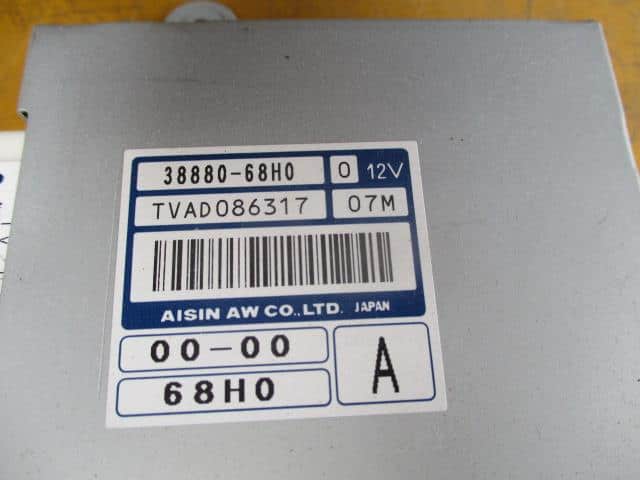 38880-68H0 0 12V
TVAD086317 07M
AISIN AW CO.,LTD. JAPAN
00-00
68H0
A